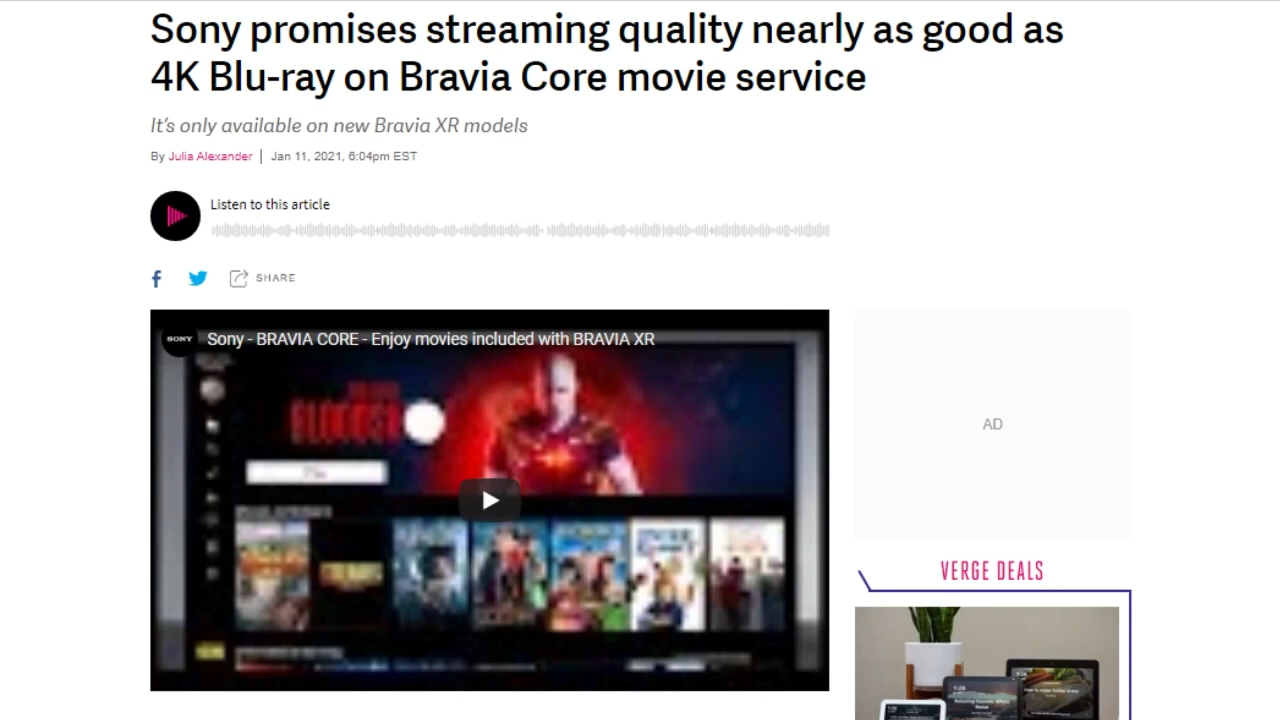 Sony promises streaming quality nearly as good as
4K Blu-ray on Bravia Core movie service
It's only available on new Bravia XR models
By Julia Alexander | Jan 11, 2021, 6:04pm EST
Listen to this article
SHARE
SONY
Sony - BRAVIA CORE - Enjoy movies included with BRAVIA XR
AD
VERGE DEALS